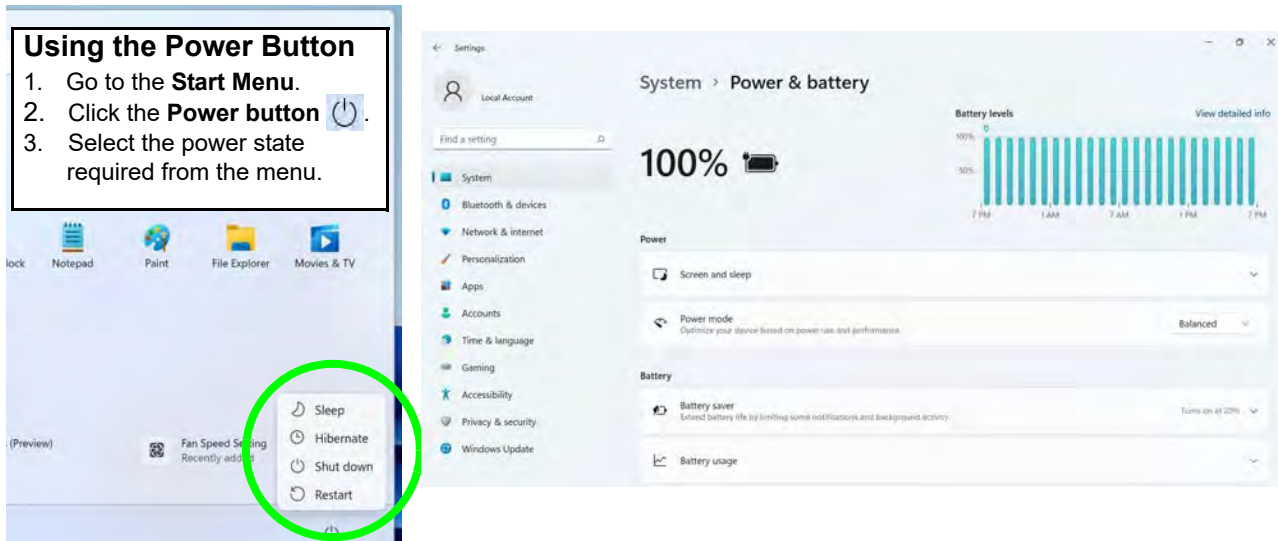 Using the Power Button
1. Go to the Start Menu.
2. Click the Power button .
3. Select the power state
required from the menu.
lock
Notepad
Paint
File Explorer
Movies & TV
(Preview)
Fan Speed Setting
Recently added
Sleep
Hibernate
Shut down
Restart
Settings
Local Account
Find a setting
System
Bluetooth & devices
Network & internet
Personalization
Apps
Accounts
Time & language
Gaming
Accessibility
Privacy & security
Windows Update
System > Power & battery
100%
Battery levels
View detailed info
100%
50%
7 PM
1 AM
7 AM
1 PM
7 PM
Power
Screen and sleep
Power mode
Optimize your device based on power use and performance
Balanced
Battery
Battery saver
Extend battery life by limiting some notifications and background activity
Turns on at 20%
Battery usage